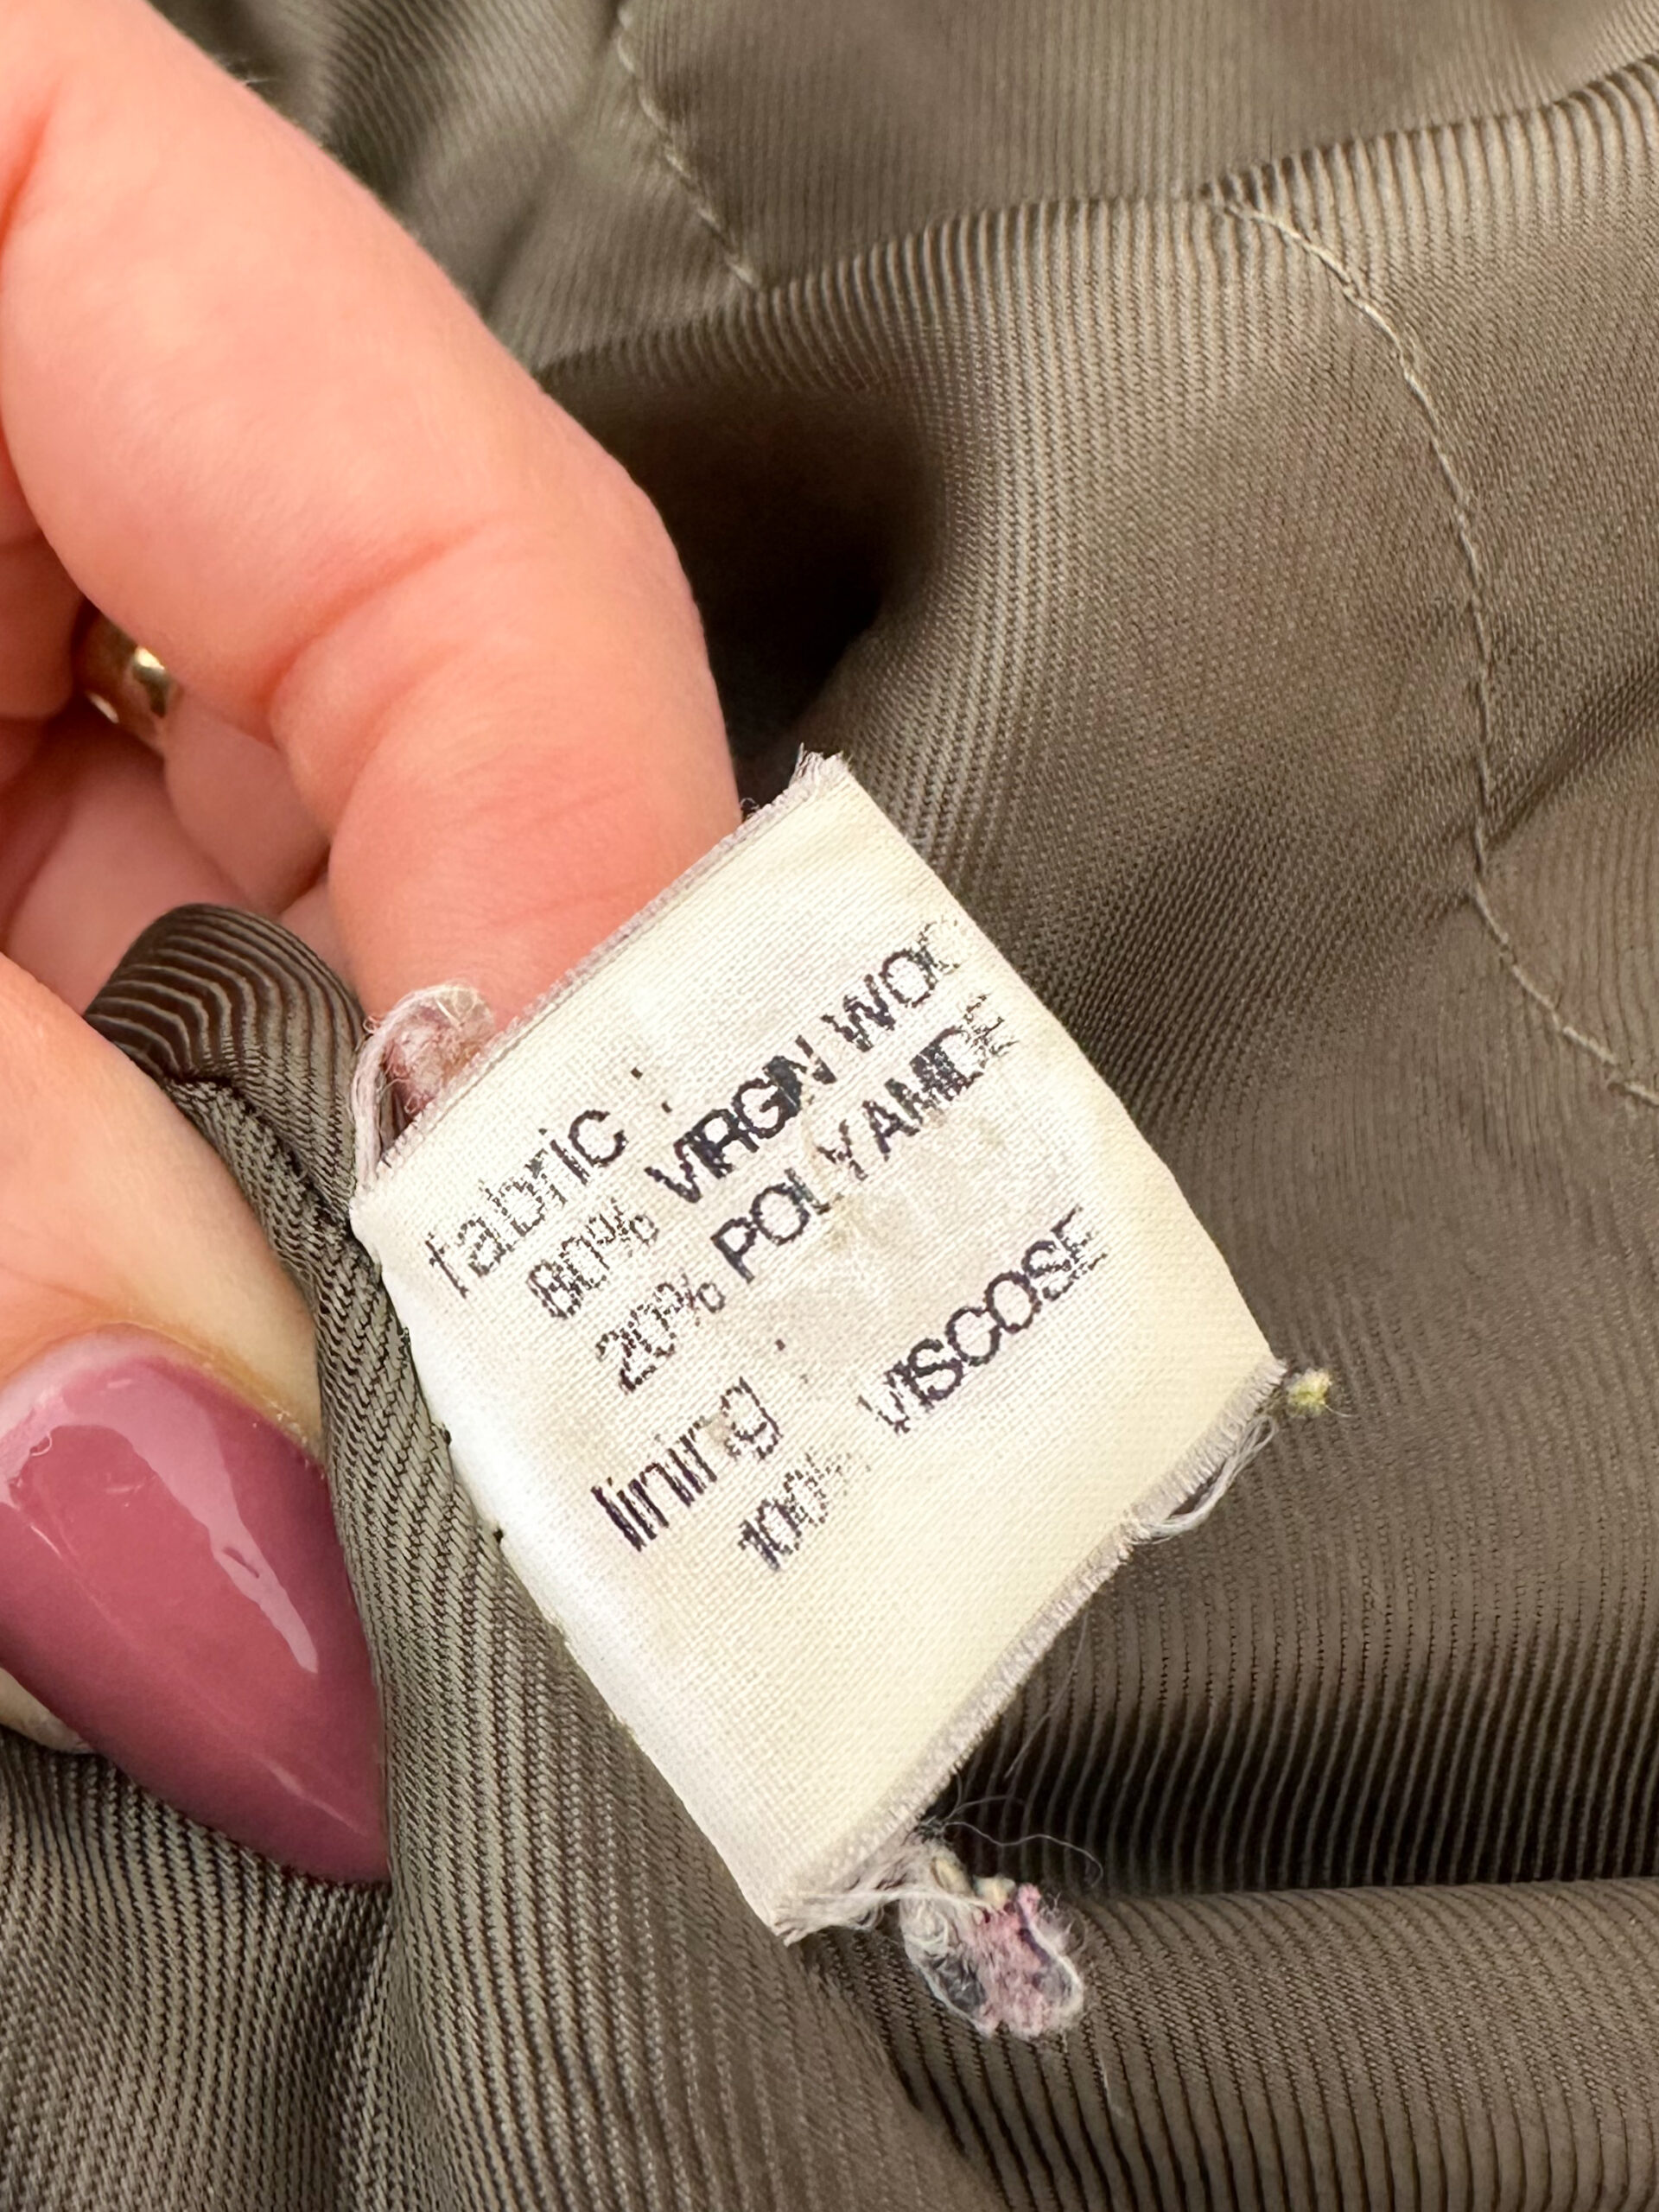 fabric :
80% VIRGIN WOO
20% POLYAMIDE
lining :
100% VISCOSE